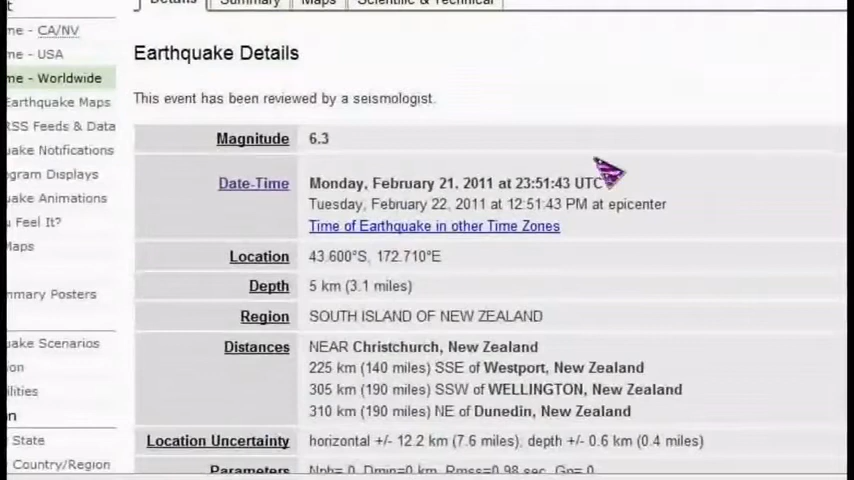 Details Summary Maps Scientific & Technical
me - CA/NV
me - USA
me - Worldwide
Earthquake Maps
RSS Feeds & Data
uake Notifications
ogram Displays
uake Animations
u Feel It?
Maps
mmary Posters
uake Scenarios
ion
ilities
n
State
Country/Region
Earthquake Details
This event has been reviewed by a seismologist.
Magnitude 6.3
Date-Time Monday, February 21, 2011 at 23:51:43 UTC
Tuesday, February 22, 2011 at 12:51:43 PM at epicenter
Time of Earthquake in other Time Zones
Location 43.600°S, 172.710°E
Depth 5 km (3.1 miles)
Region SOUTH ISLAND OF NEW ZEALAND
Distances NEAR Christchurch, New Zealand
225 km (140 miles) SSE of Westport, New Zealand
305 km (190 miles) SSW of WELLINGTON, New Zealand
310 km (190 miles) NE of Dunedin, New Zealand
Location Uncertainty horizontal +/- 12.2 km (7.6 miles); depth +/- 0.6 km (0.4 miles)
Parameters Nph= 0, Dmin=0 km, Rmss=0.98 sec, Gp= 0,